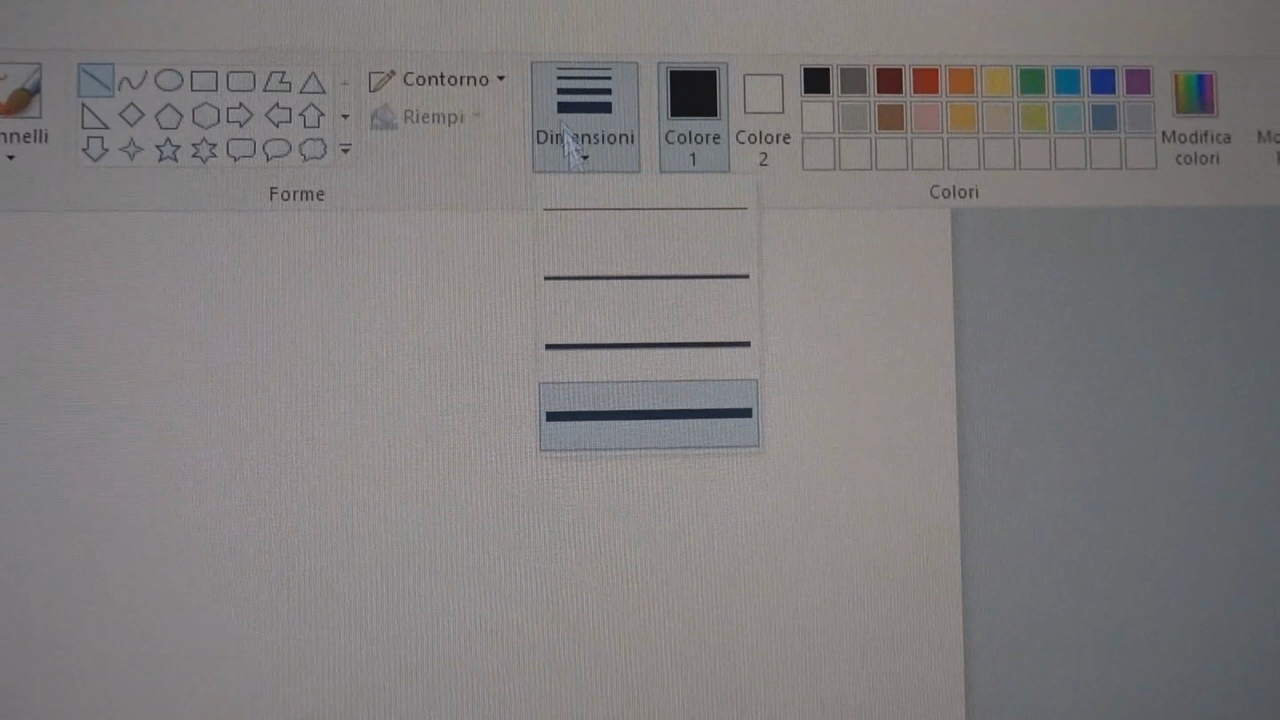 nnelli
Contorno
Riempi
Forme
Dimensioni
Colore
1
Colore
2
Modifica
colori
Colori